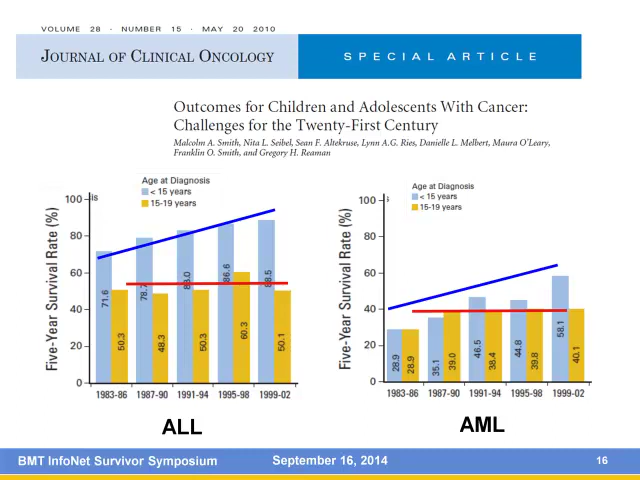 VOLUME 28 · NUMBER 15 · MAY 20 2010
JOURNAL OF CLINICAL ONCOLOGY
SPECIAL ARTICLE
Outcomes for Children and Adolescents With Cancer:
Challenges for the Twenty-First Century
Malcolm A. Smith, Nita L. Seibel, Sean F. Altekruse, Lynn A.G. Ries, Danielle L. Melbert, Maura O'Leary,
Franklin O. Smith, and Gregory H. Reaman
Age at Diagnosis
< 15 years
15-19 years
Five-Year Survival Rate (%)
100
80
60
40
20
0
71.6
50.3
48.3
50.3
86.6
60.3
50.1
1983-86
1987-90
1991-94
1995-98
1999-02
ALL
Age at Diagnosis
< 15 years
15-19 years
Five-Year Survival Rate (%)
100
80
60
40
20
0
28.9
28.9
35.1
39.0
46.5
38.4
44.8
39.8
58.1
40.1
1983-86
1987-90
1991-94
1995-98
1999-02
AML
BMT InfoNet Survivor Symposium
September 16, 2014
16